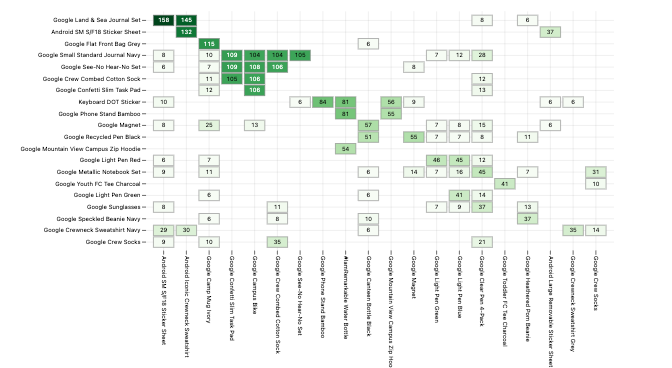 Google Land & Sea Journal Set 158 145 8 6
Android SM S/F18 Sticker Sheet 132 37
Google Flat Front Bag Grey 115 6
Google Small Standard Journal Navy 8 10 109 104 104 105 7 12 28
Google See-No Hear-No Set 6 7 109 108 106 8
Google Crew Combed Cotton Sock 11 105 106 12
Google Confetti Slim Task Pad 12 106 13
Keyboard DOT Sticker 10 6 84 81 56 9 6 6
Google Phone Stand Bamboo 81 55
Google Magnet 8 25 13 57 7 8 15 6
Google Recycled Pen Black 51 55 7 7 8 11
Google Mountain View Campus Zip Hoodie 54
Google Light Pen Red 6 7 46 45 12
Metallic Notebook Set 9 11 6 14 7 16 45 7 31
Google Youth FC Tee Charcoal 41 10
Google Light Pen Green 6 6 41 14
Google Sunglasses 8 11 7 9 37 13
Google Speckled Beanie Navy 6 8 10 37
Google Crewneck Sweatshirt Navy 29 30 6 35 14
Google Crew Socks 9 10 35 21
Android SM S/F18 Sticker Sheet
Android Iconic Crewneck Sweatshirt
Google Camp Mug Ivory
Google Confetti Slim Task Pad
Google Campus Bike
Google Crew Combed Cotton Sock
Google See-No Hear-No Set
Google Phone Stand Bamboo
#IamRemarkable Water Bottle
Google Canteen Bottle Black
Google Mountain View Campus Zip Hoo
Google Magnet
Google Light Pen Green
Google Light Pen Blue
Google Clear Pen 4-Pack
Google Toddler FC Tee Charcoal
Google Heathered Pom Beanie
Android Large Removable Sticker Sheet
Google Crewneck Sweatshirt Grey
Google Crew Socks